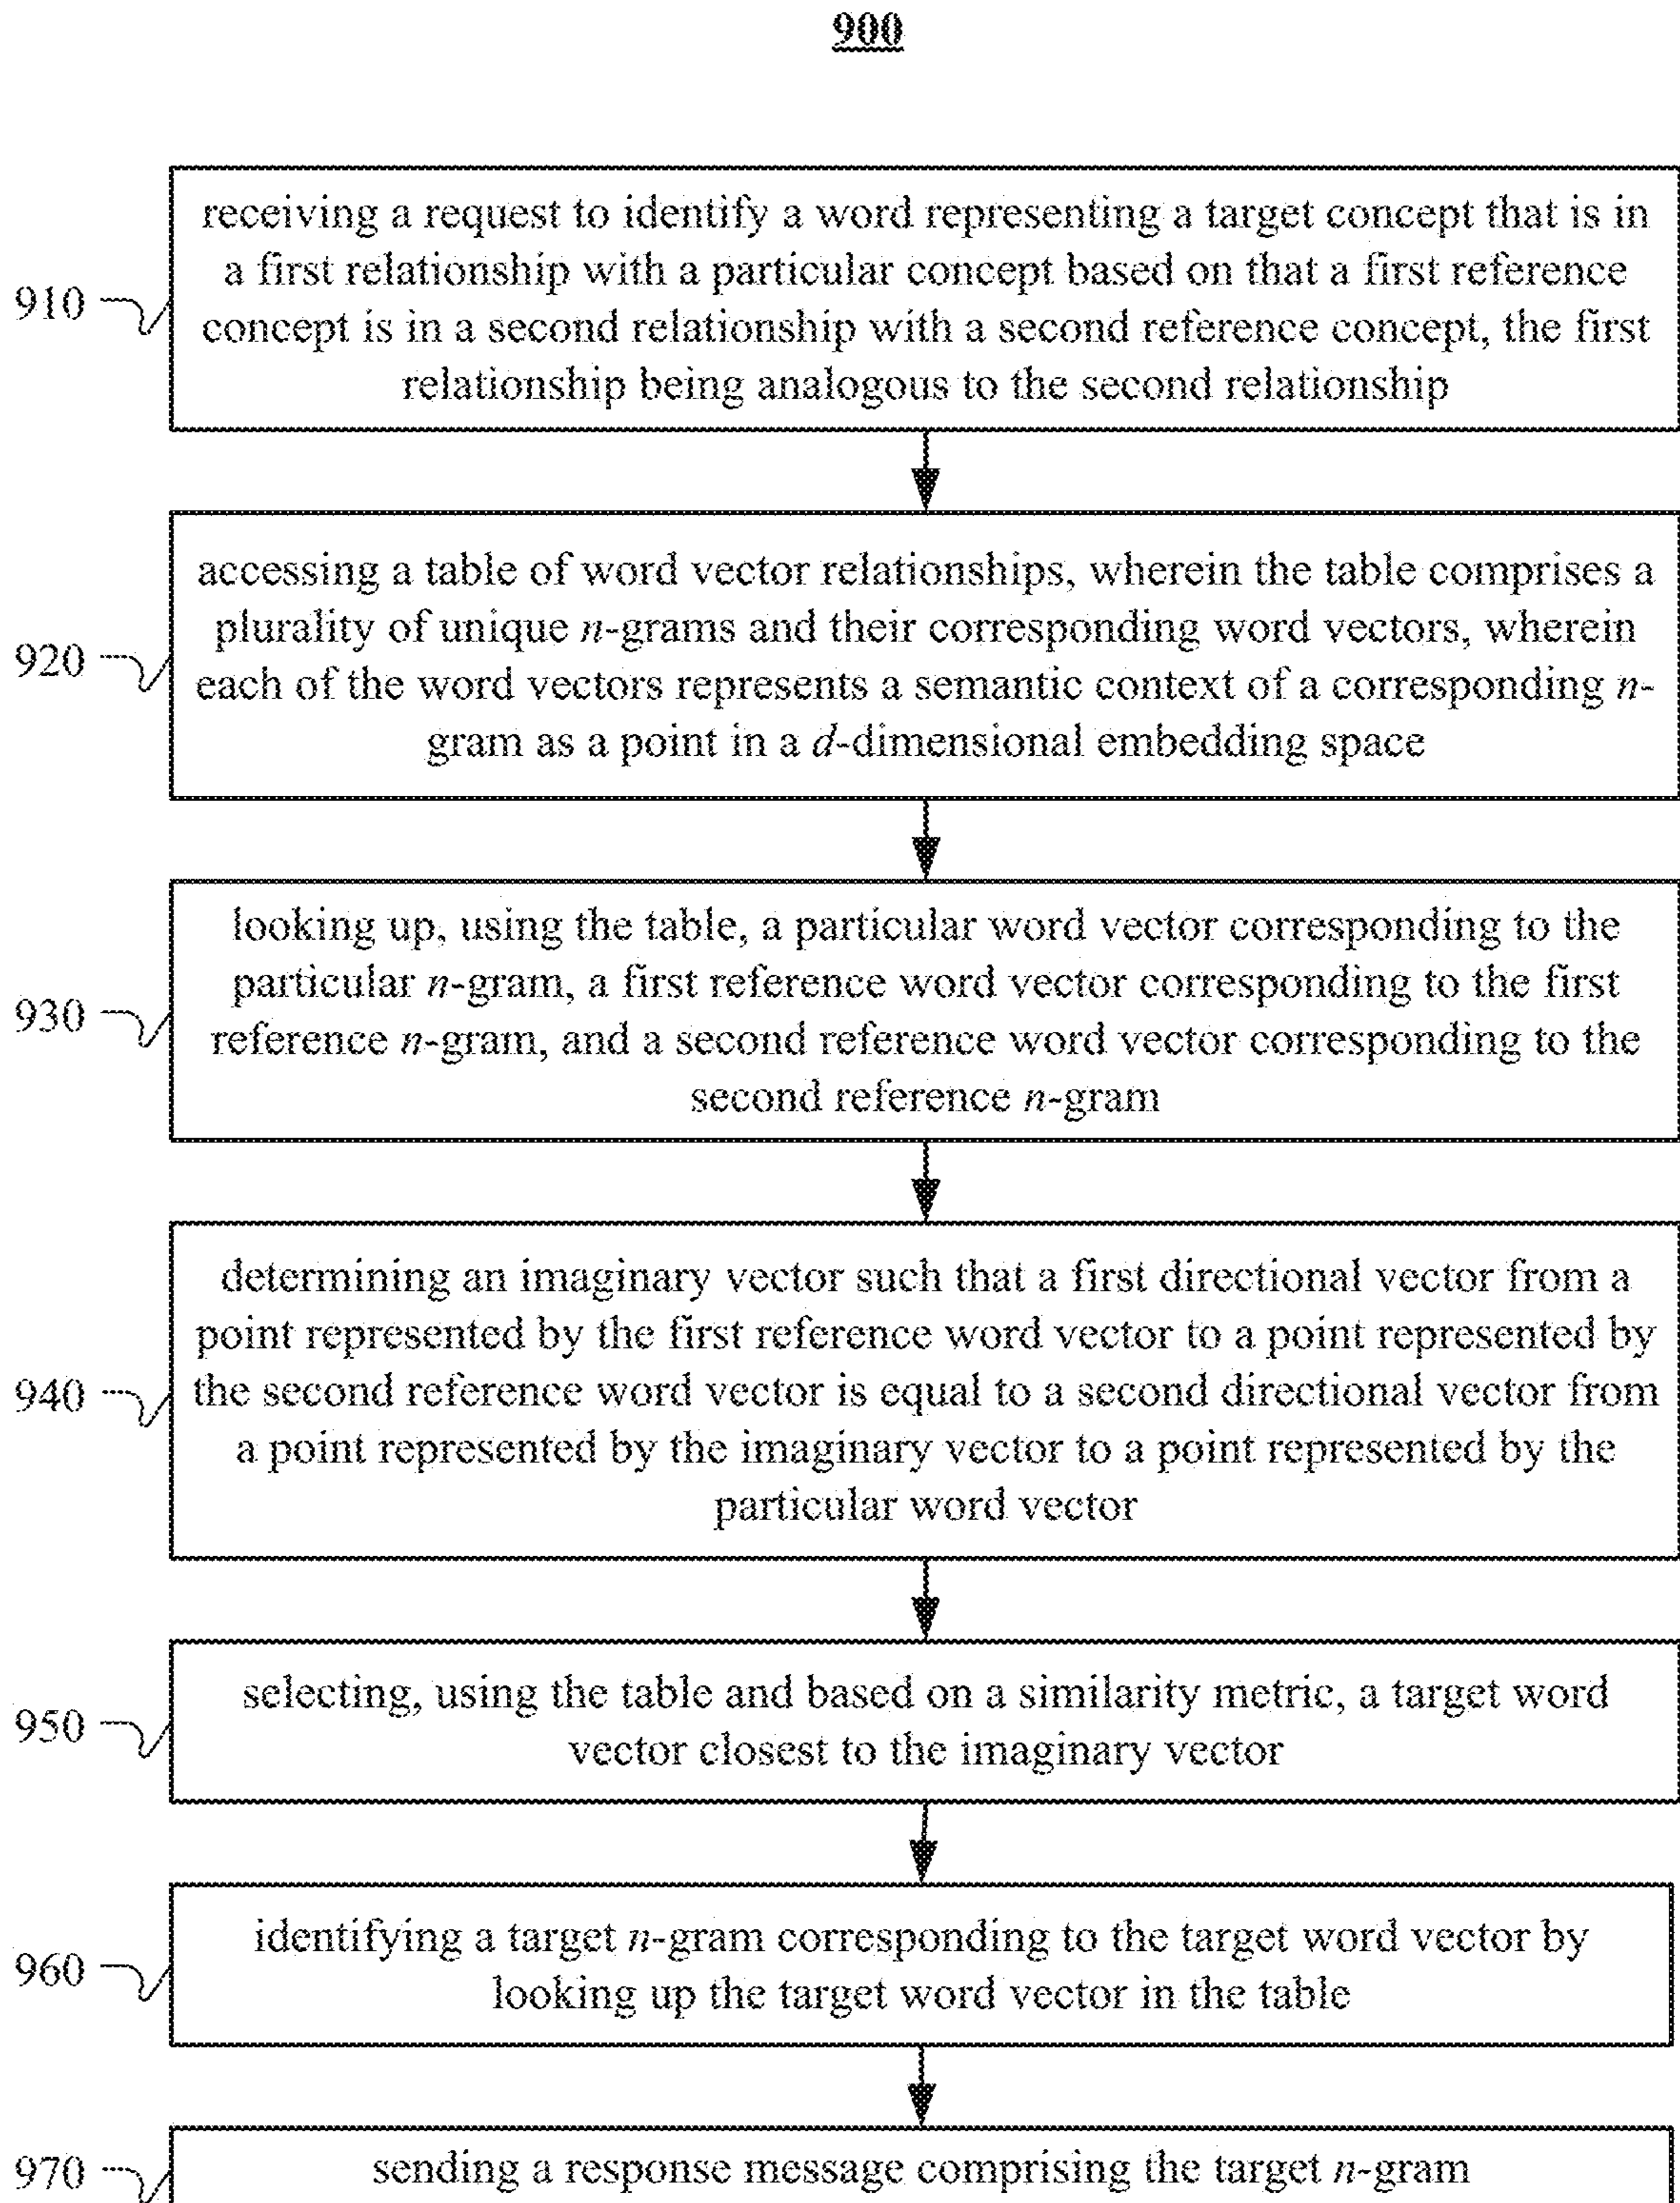 900
receiving a request to identify a word representing a target concept that is in
a first relationship with a particular concept based on that a first reference
910
concept is in a second relationship with a second reference concept, the first
relationship being analogous to the second relationship
accessing a table of word vector relationships, wherein the table comprises a
plurality of unique n-grams and their corresponding word vectors, wherein
920
each of the word vectors represents a semantic context of a corresponding n-
gram as a point in a d-dimensional embedding space
looking up, using the table, a particular word vector corresponding to the
particular n-gram, a first reference word vector corresponding to the first
930
reference n-gram, and a second reference word vector corresponding to the
second reference n-gram
determining an imaginary vector such that a first directional vector from a
point represented by the first reference word vector to a point represented by
940
the second reference word vector is equal to a second directional vector from
a point represented by the imaginary vector to a point represented by the
particular word vector
selecting, using the table and based on a similarity metric, a target word
950
vector closest to the imaginary vector
identifying a target n-gram corresponding to the target word vector by
960
looking up the target word vector in the table
970
sending a response message comprising the target n-gram